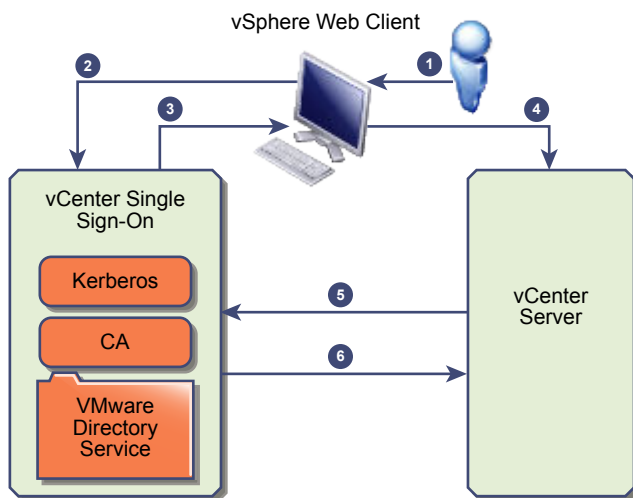 vSphere Web Client
1
2
3
4
vCenter Single
Sign-On
Kerberos
CA
VMware
Directory
Service
5
6
vCenter
Server